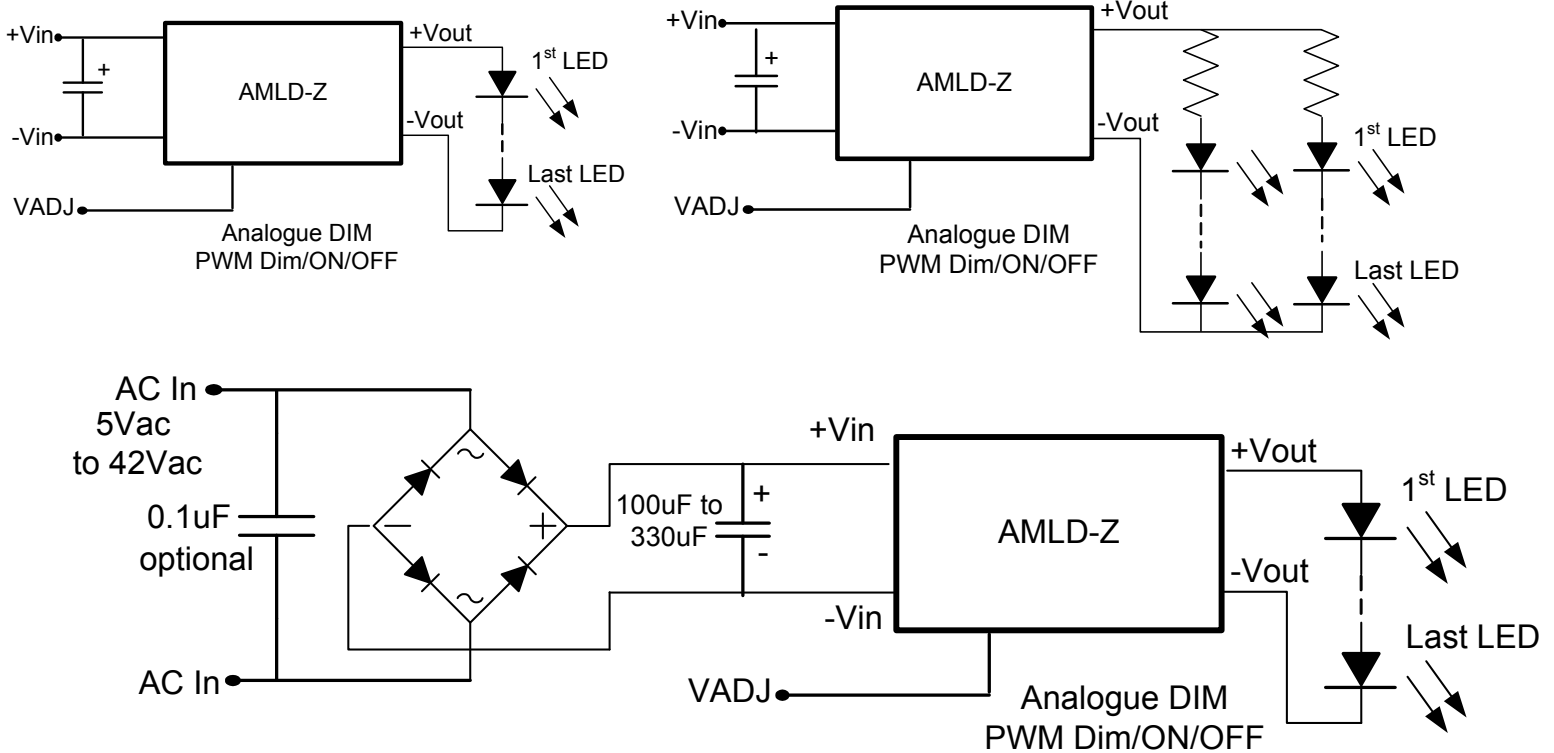 +Vin
+
-Vin
AMLD-Z
+Vout
-Vout
1st LED
Last LED
VADJ
Analogue DIM
PWM Dim/ON/OFF
+Vin
+
-Vin
AMLD-Z
+Vout
-Vout
1st LED
Last LED
VADJ
Analogue DIM
PWM Dim/ON/OFF
AC In
5Vac
to 42Vac
0.1uF
optional
AC In
~
-
+
~
100uF to
330uF
+
-
+Vin
-Vin
AMLD-Z
+Vout
-Vout
1st LED
Last LED
VADJ
Analogue DIM
PWM Dim/ON/OFF